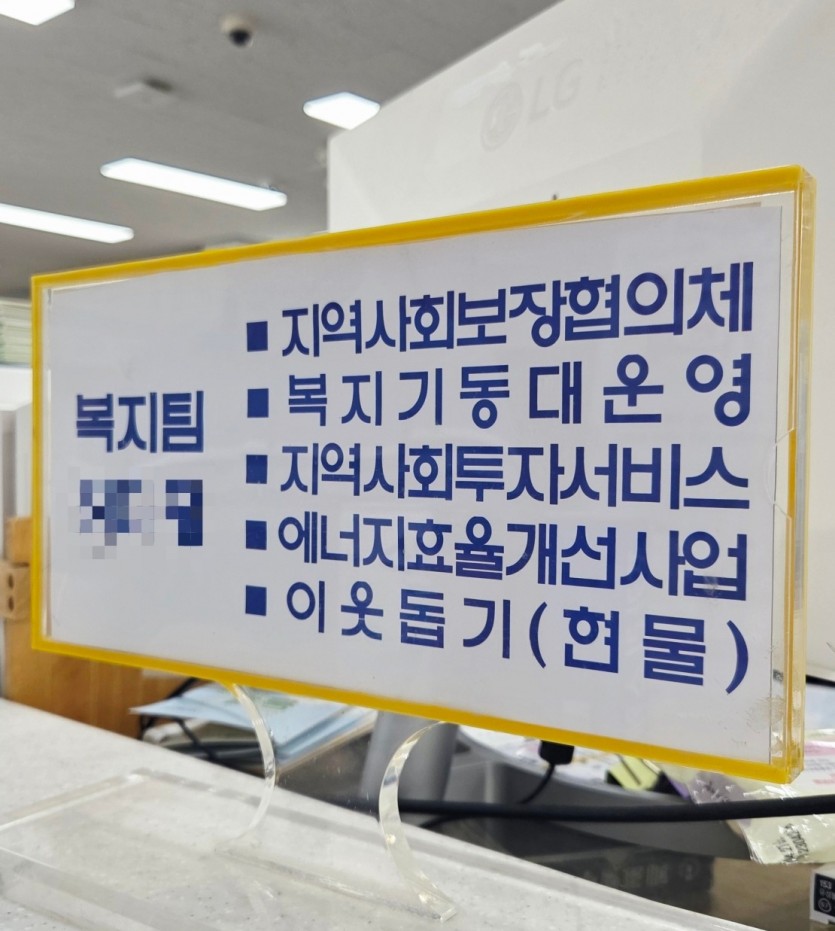 LG
복지팀
■ 지역사회보장협의체
■ 복지기동대운영
■ 지역사회투자서비스
■ 에너지효율개선사업
■ 이웃돕기(현물)
153